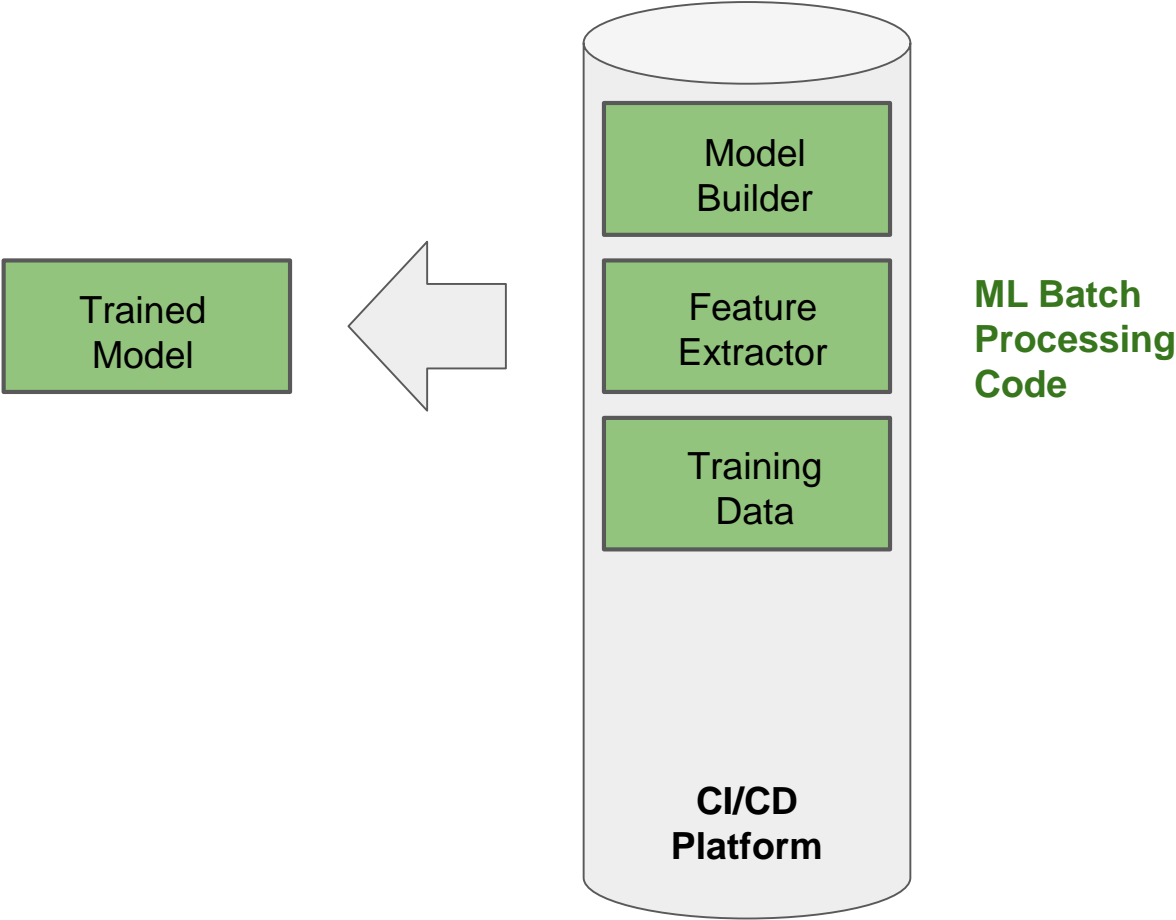 Model
Builder
Trained
Model
Feature
Extractor
ML Batch
Processing
Code
Training
Data
CI/CD
Platform